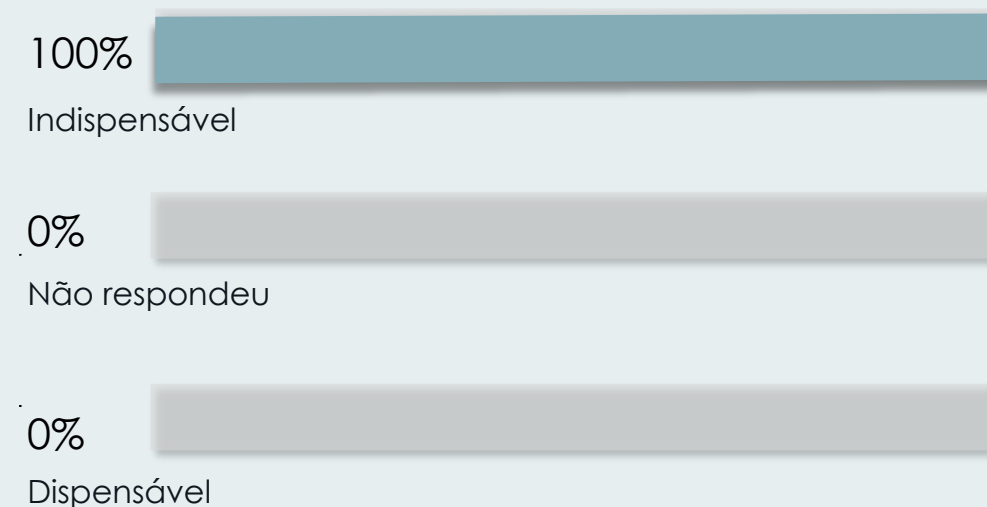 100%
Indispensável
0%
Não respondeu
0%
Dispensável